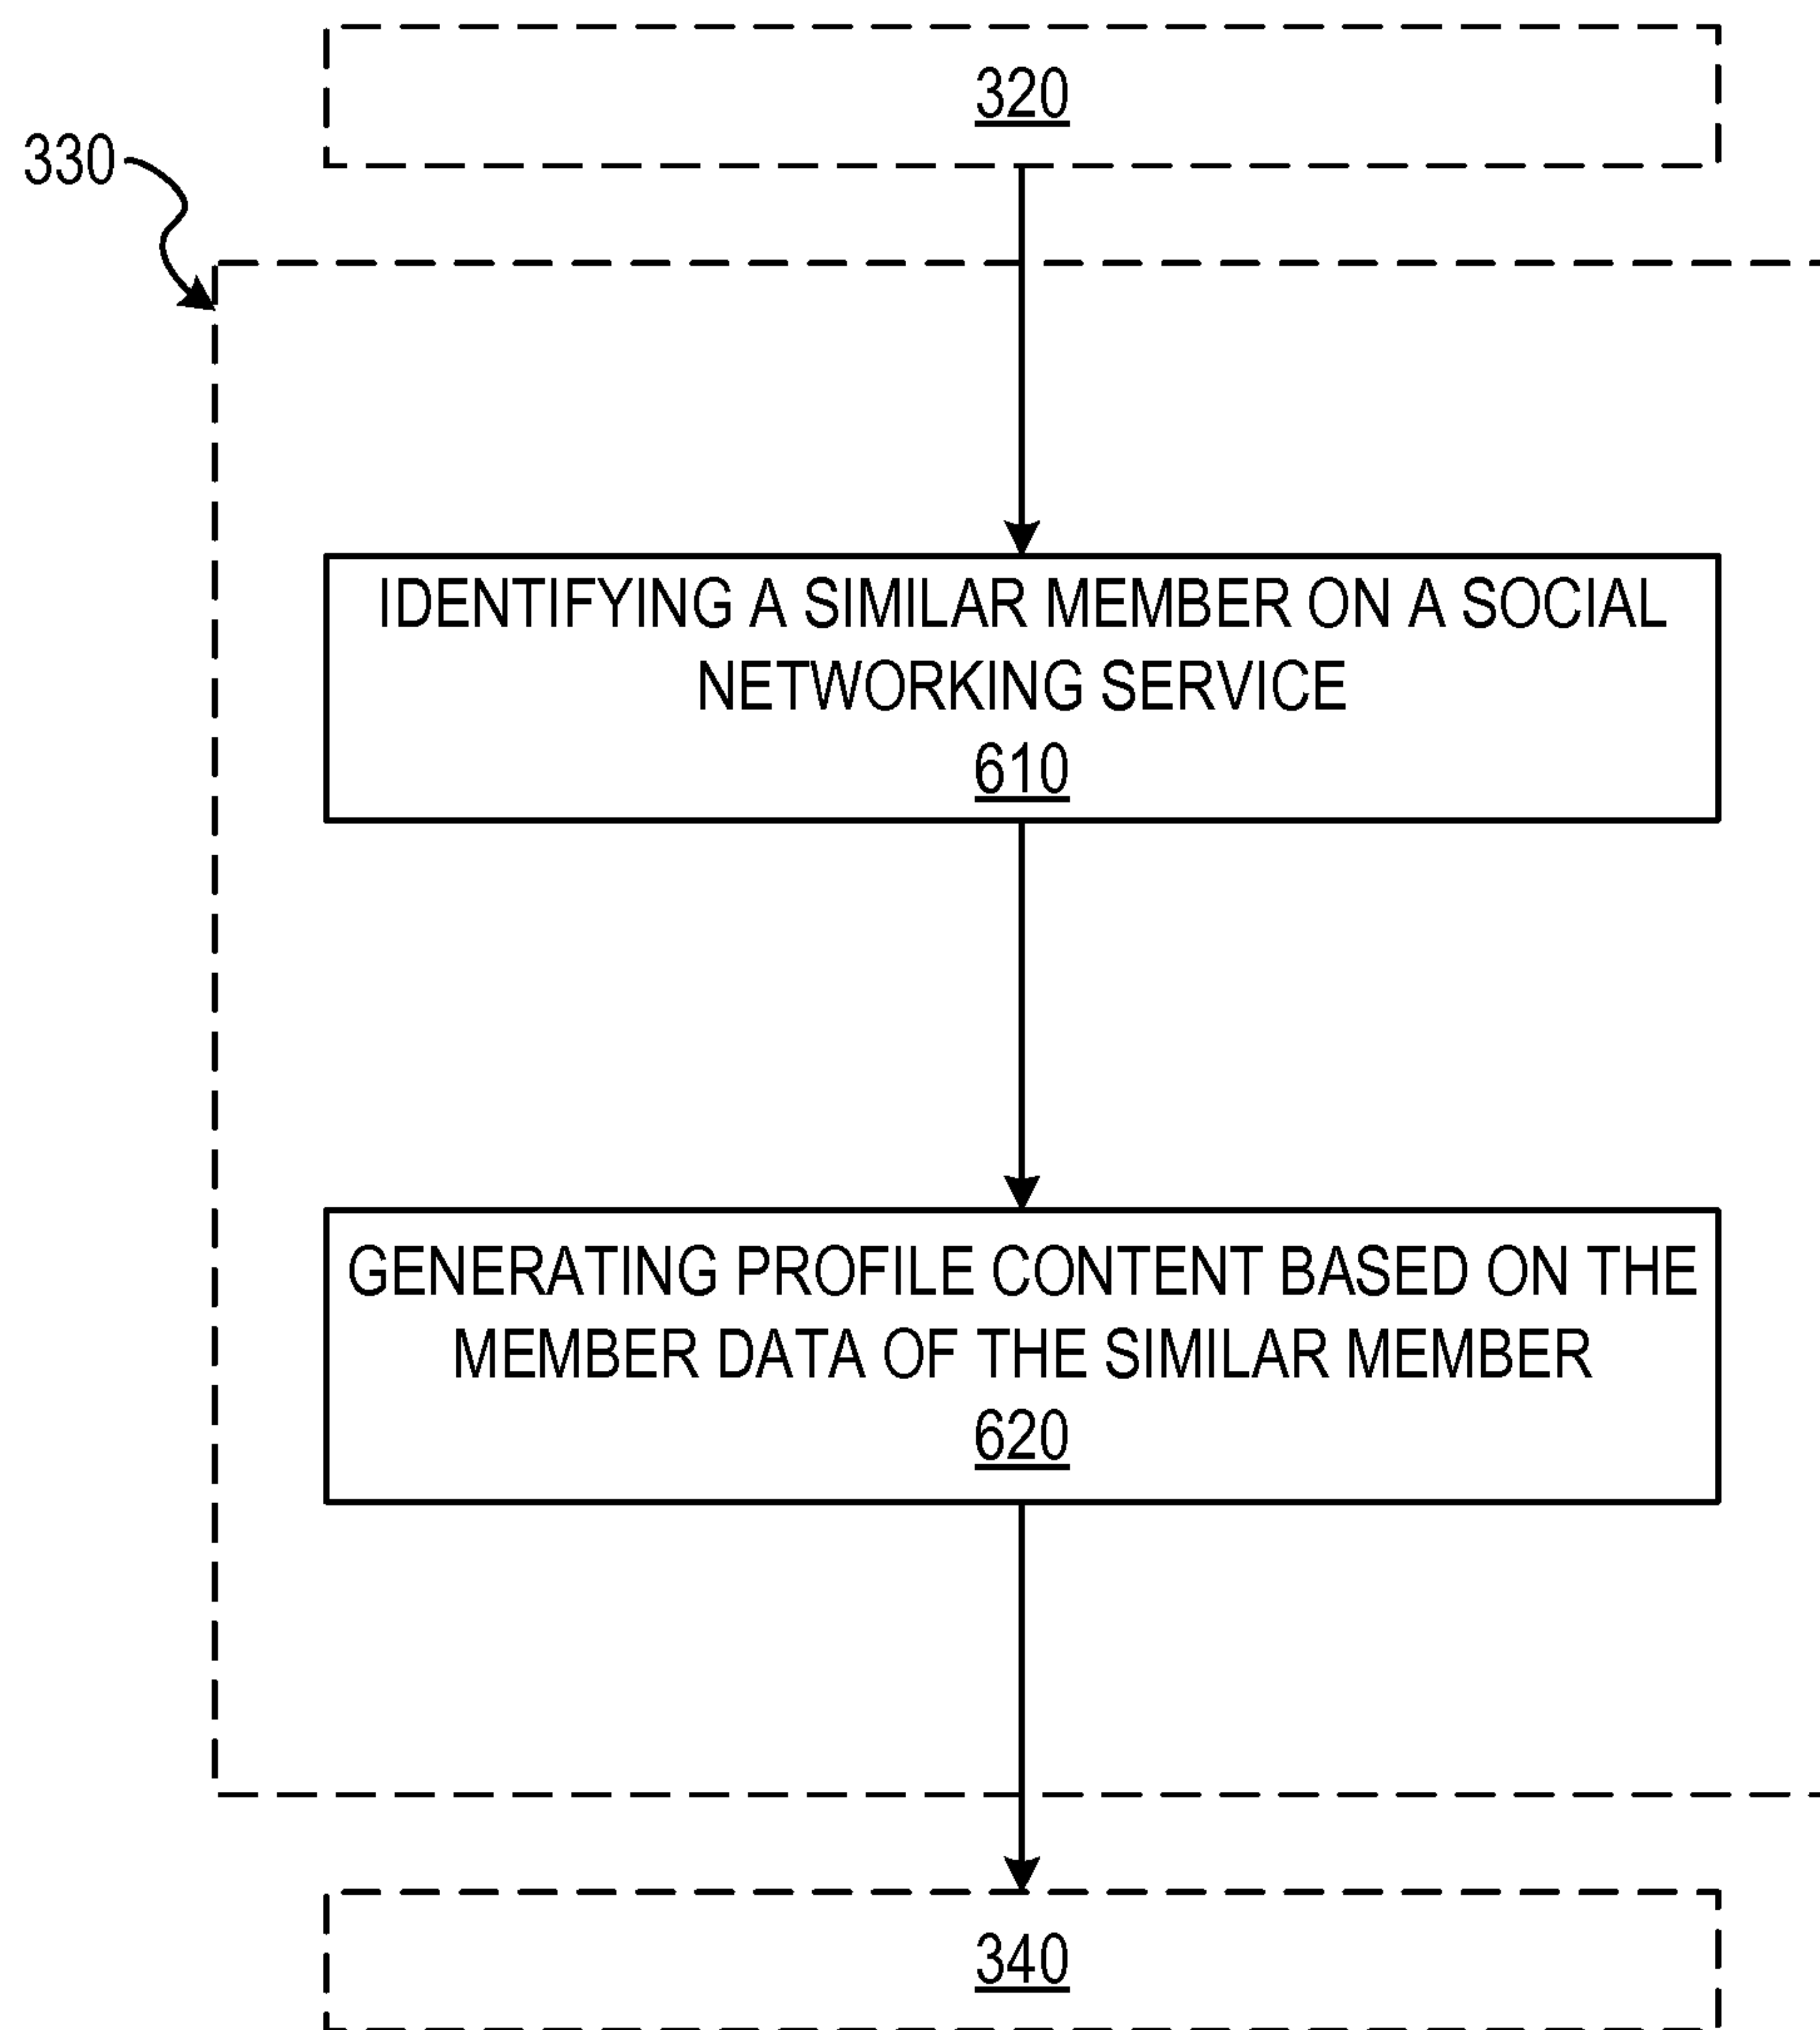 320
330
IDENTIFYING A SIMILAR MEMBER ON A SOCIAL
NETWORKING SERVICE
610
GENERATING PROFILE CONTENT BASED ON THE
MEMBER DATA OF THE SIMILAR MEMBER
620
340